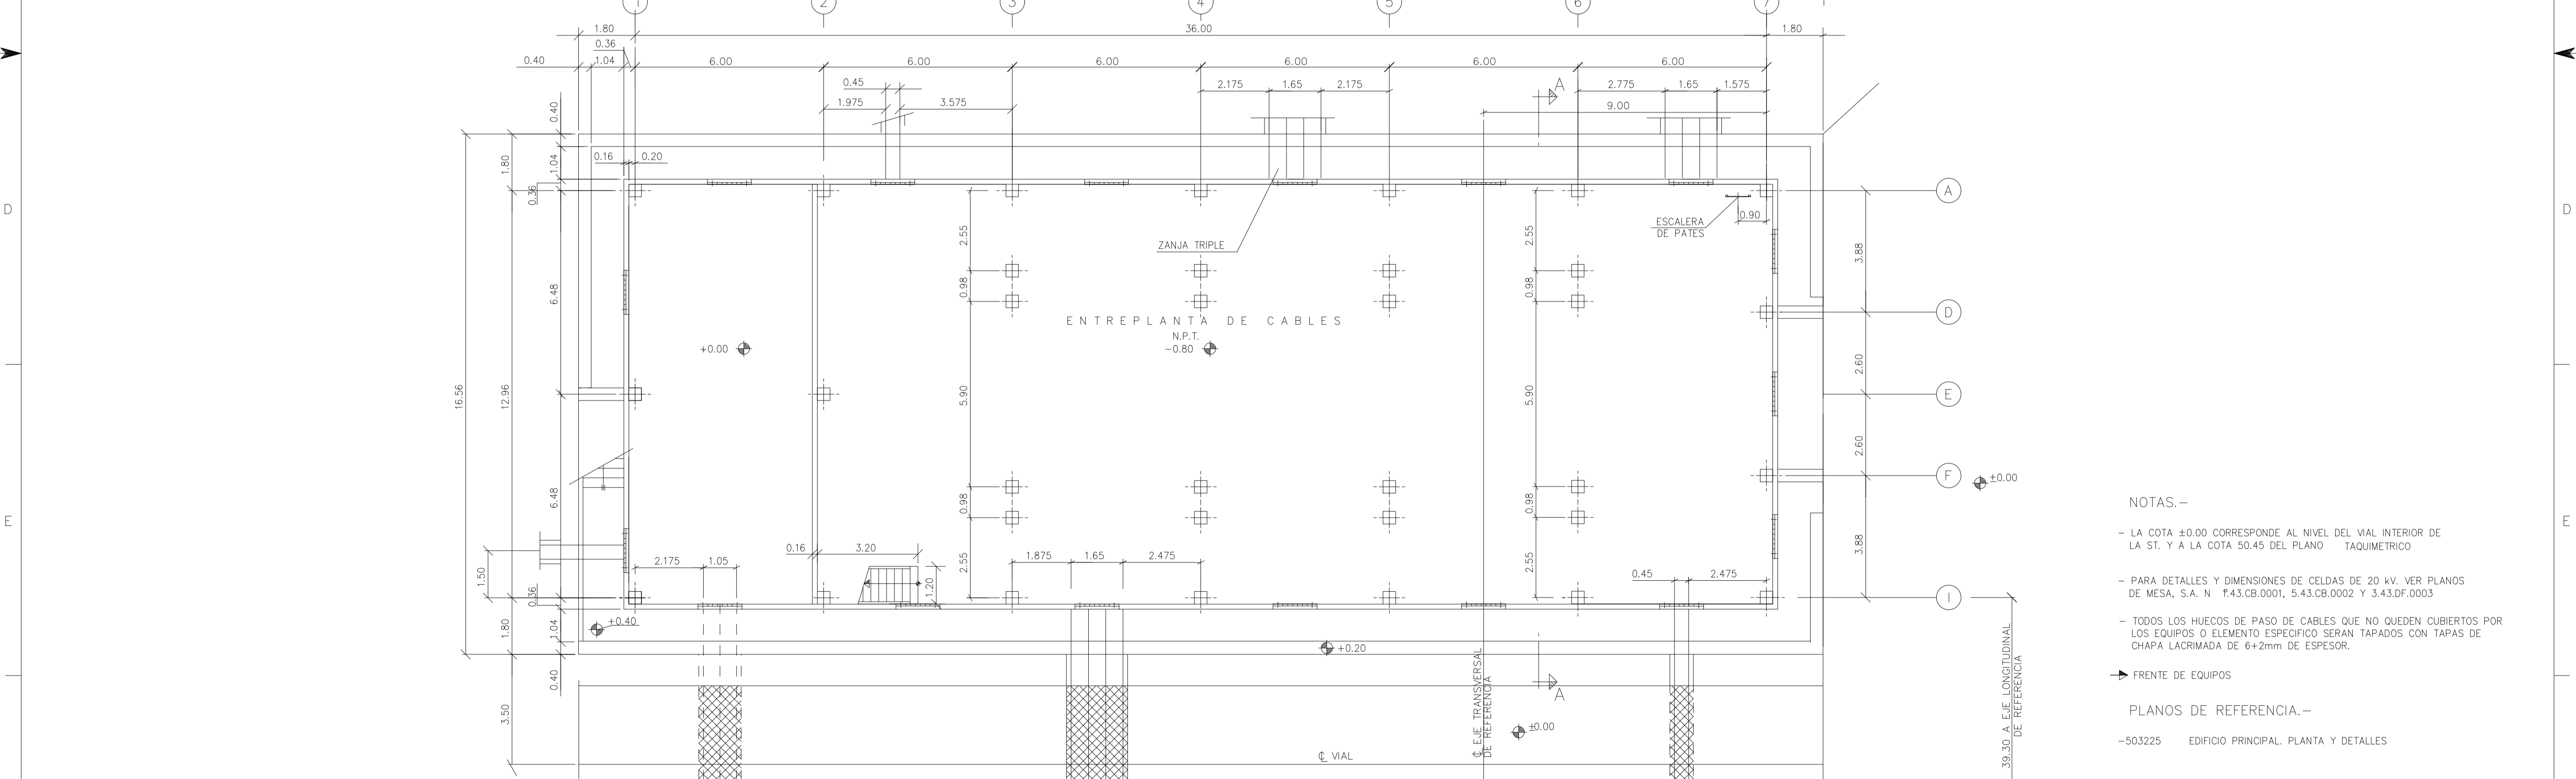 1 2 3 4 5 6 7
1.80 36.00 1.80
0.36
0.40 1.04 6.00 6.00 6.00 6.00 6.00 6.00
0.45 2.175 1.65 2.175 A 2.775 1.65 1.575
1.975 3.575 9.00
0.40
0.16 0.20
1.80 1.04
0.36
A
D D
0.90
ESCALERA
DE PATES
2.55 2.55
ZANJA TRIPLE
3.88
0.98 0.98
6.48
D
ENTREPLANTA DE CABLES
N.P.T.
+0.00 -0.80
2.60
16.56 12.96 5.90 5.90
E
2.60
F ±0.00
6.48
0.98 0.98
E E
3.88
0.16 3.20 1.875 1.65 2.475
2.175 1.05
2.55 2.55
0.45 2.475
1.50 1.20
0.36
I
+0.40
1.80 1.04
+0.20
0.40
A
3.50
±0.00
℄ VIAL
℄ EJE TRANSVERSAL
DE REFERENCIA
39.30 A EJE LONGITUDINAL
DE REFERENCIA
NOTAS.-
- LA COTA ±0.00 CORRESPONDE AL NIVEL DEL VIAL INTERIOR DE
LA ST. Y A LA COTA 50.45 DEL PLANO TAQUIMETRICO
- PARA DETALLES Y DIMENSIONES DE CELDAS DE 20 kV. VER PLANOS
DE MESA, S.A. N 1.43.CB.0001, 5.43.CB.0002 Y 3.43.DF.0003
- TODOS LOS HUECOS DE PASO DE CABLES QUE NO QUEDEN CUBIERTOS POR
LOS EQUIPOS O ELEMENTO ESPECIFICO SERAN TAPADOS CON TAPAS DE
CHAPA LACRIMADA DE 6+2mm DE ESPESOR.
FRENTE DE EQUIPOS
PLANOS DE REFERENCIA.-
-503225 EDIFICIO PRINCIPAL. PLANTA Y DETALLES